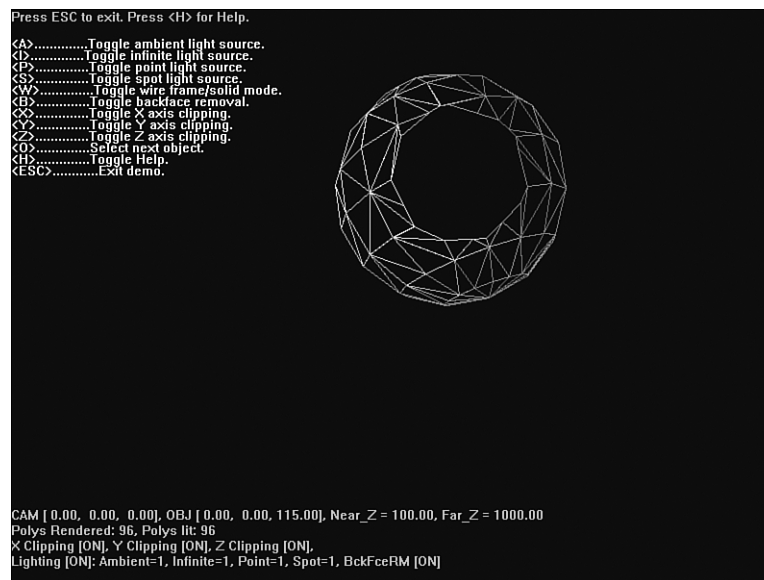 Press ESC to exit. Press <H> for Help.
<A>..............Toggle ambient light source.
<I>..............Toggle infinite light source.
<P>..............Toggle point light source.
<S>..............Toggle spot light source.
<W>..............Toggle wire frame/solid mode.
<B>..............Toggle backface removal.
<X>..............Toggle X axis clipping.
<Y>..............Toggle Y axis clipping.
<Z>..............Toggle Z axis clipping.
<O>..............Select next object.
<H>..............Toggle Help.
<ESC>............Exit demo.
CAM [ 0.00, 0.00, 0.00], OBJ [ 0.00, 0.00, 115.00], Near_Z = 100.00, Far_Z = 1000.00
Polys Rendered: 96, Polys lit: 96
X Clipping [ON], Y Clipping [ON], Z Clipping [ON],
Lighting [ON]: Ambient=1, Infinite=1, Point=1, Spot=1, BckFceRM [ON]